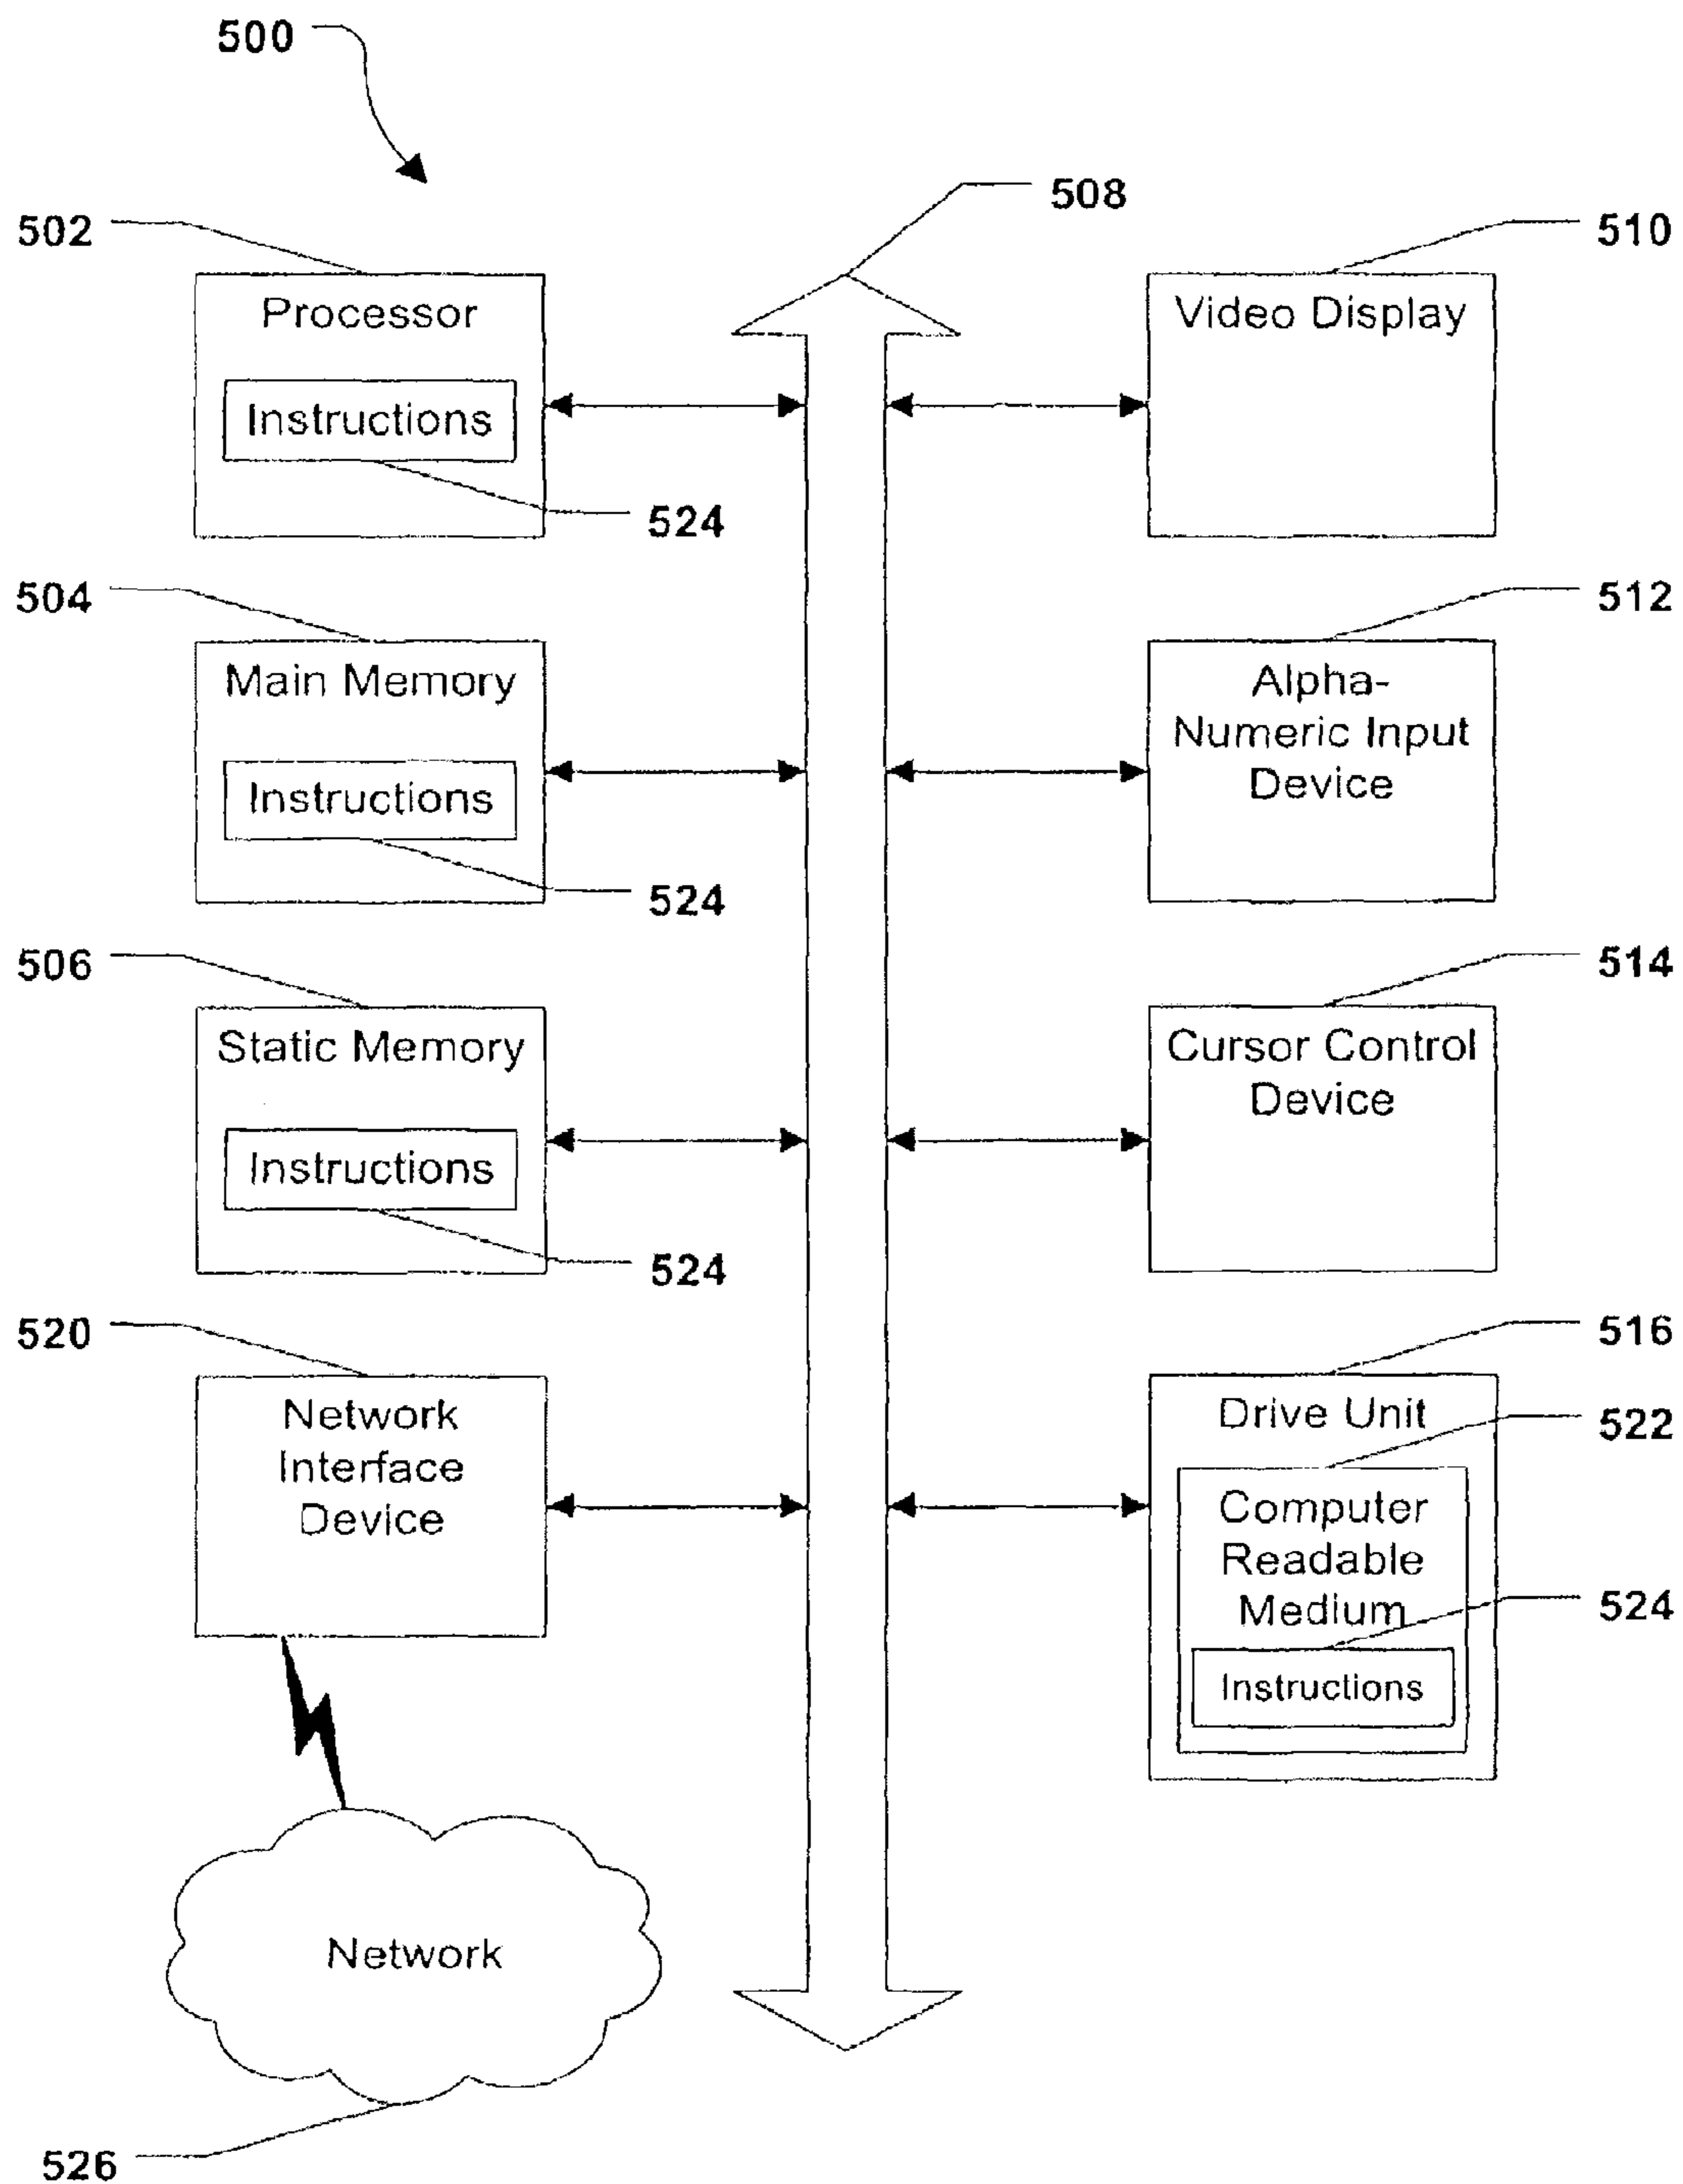 500
508
502
510
Processor
Video Display
Instructions
524
504
512
Main Memory
Alpha-
Numeric Input
Device
Instructions
524
506
514
Static Memory
Cursor Control
Device
Instructions
524
520
516
Network
Interface
Device
Drive Unit
522
Computer
Readable
Medium
524
Instructions
Network
526